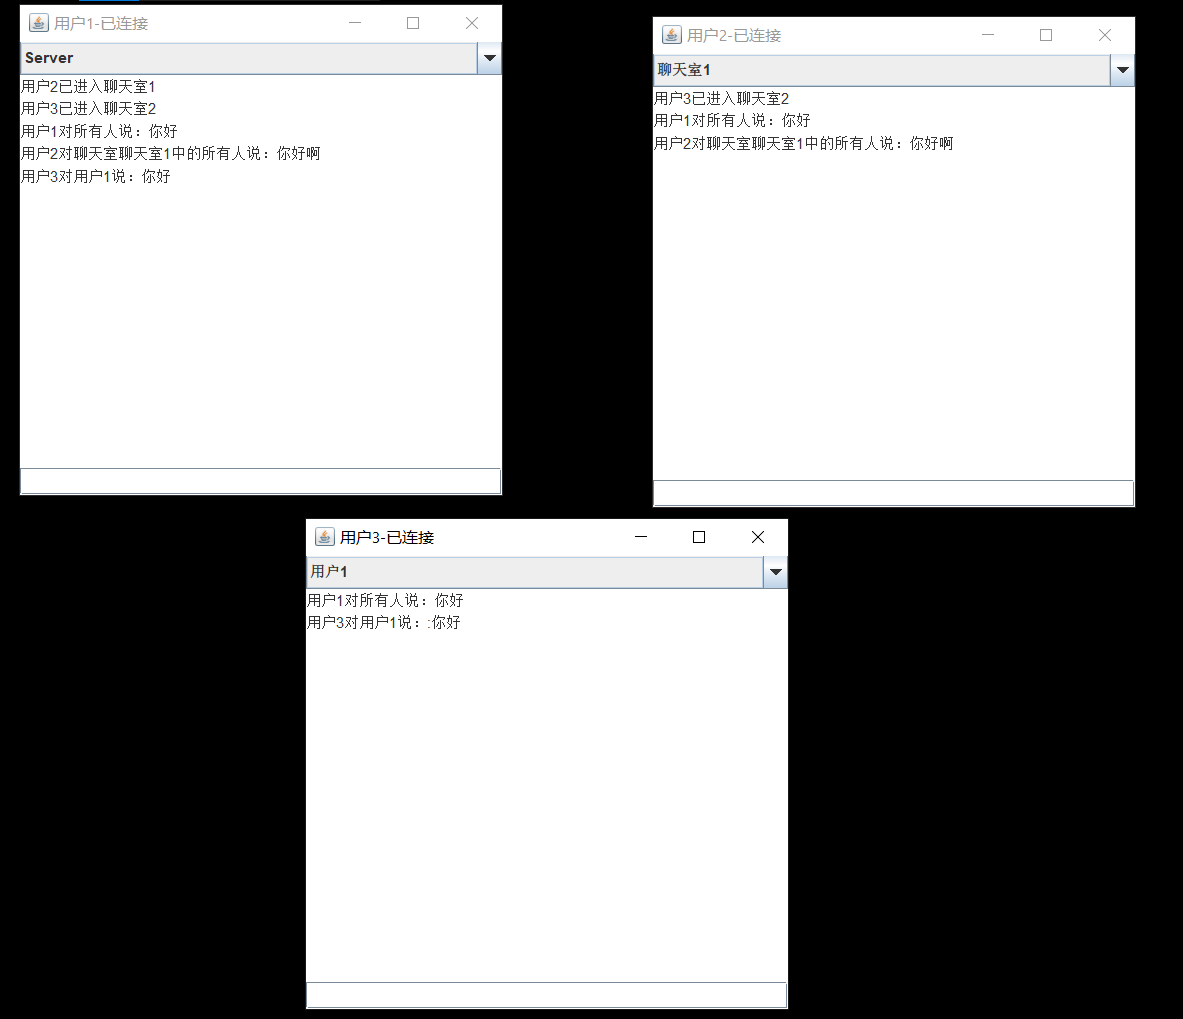 用户1-已连接
Server
用户2已进入聊天室1
用户3已进入聊天室2
用户1对所有人说：你好
用户2对聊天室聊天室1中的所有人说：你好啊
用户3对用户1说：你好
用户2-已连接
聊天室1
用户3已进入聊天室2
用户1对所有人说：你好
用户2对聊天室聊天室1中的所有人说：你好啊
用户3-已连接
用户1
用户1对所有人说：你好
用户3对用户1说：:你好